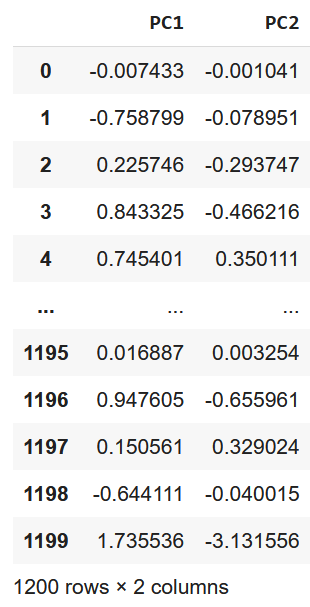 PC1 PC2
0 -0.007433 -0.001041
1 -0.758799 -0.078951
2 0.225746 -0.293747
3 0.843325 -0.466216
4 0.745401 0.350111
... ... ...
1195 0.016887 0.003254
1196 0.947605 -0.655961
1197 0.150561 0.329024
1198 -0.644111 -0.040015
1199 1.735536 -3.131556
1200 rows × 2 columns